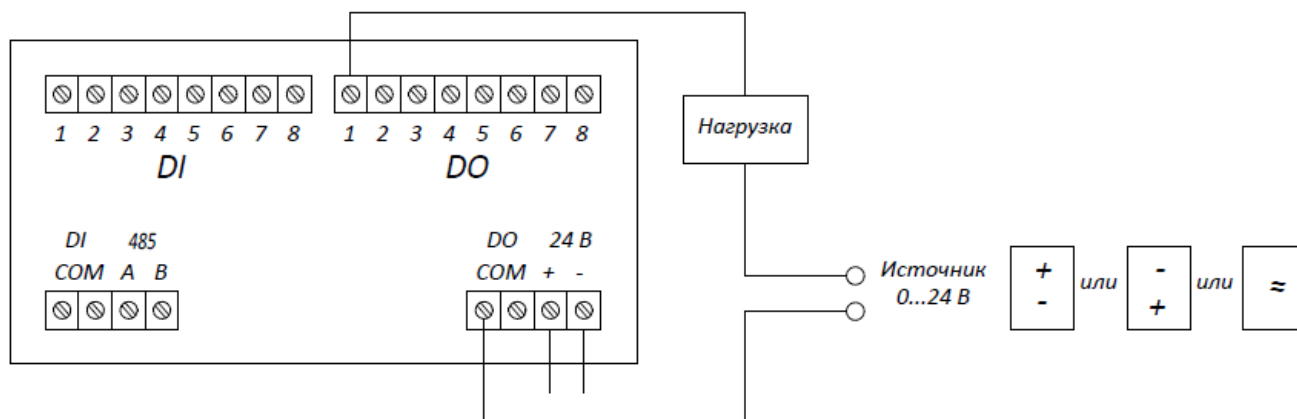 1 2 3 4 5 6 7 8
DI
1 2 3 4 5 6 7 8
DO
Нагрузка
DI 485
COM A B
DO 24 В
COM + -
Источник
0...24 В
+
-
или
-
+
или
≈